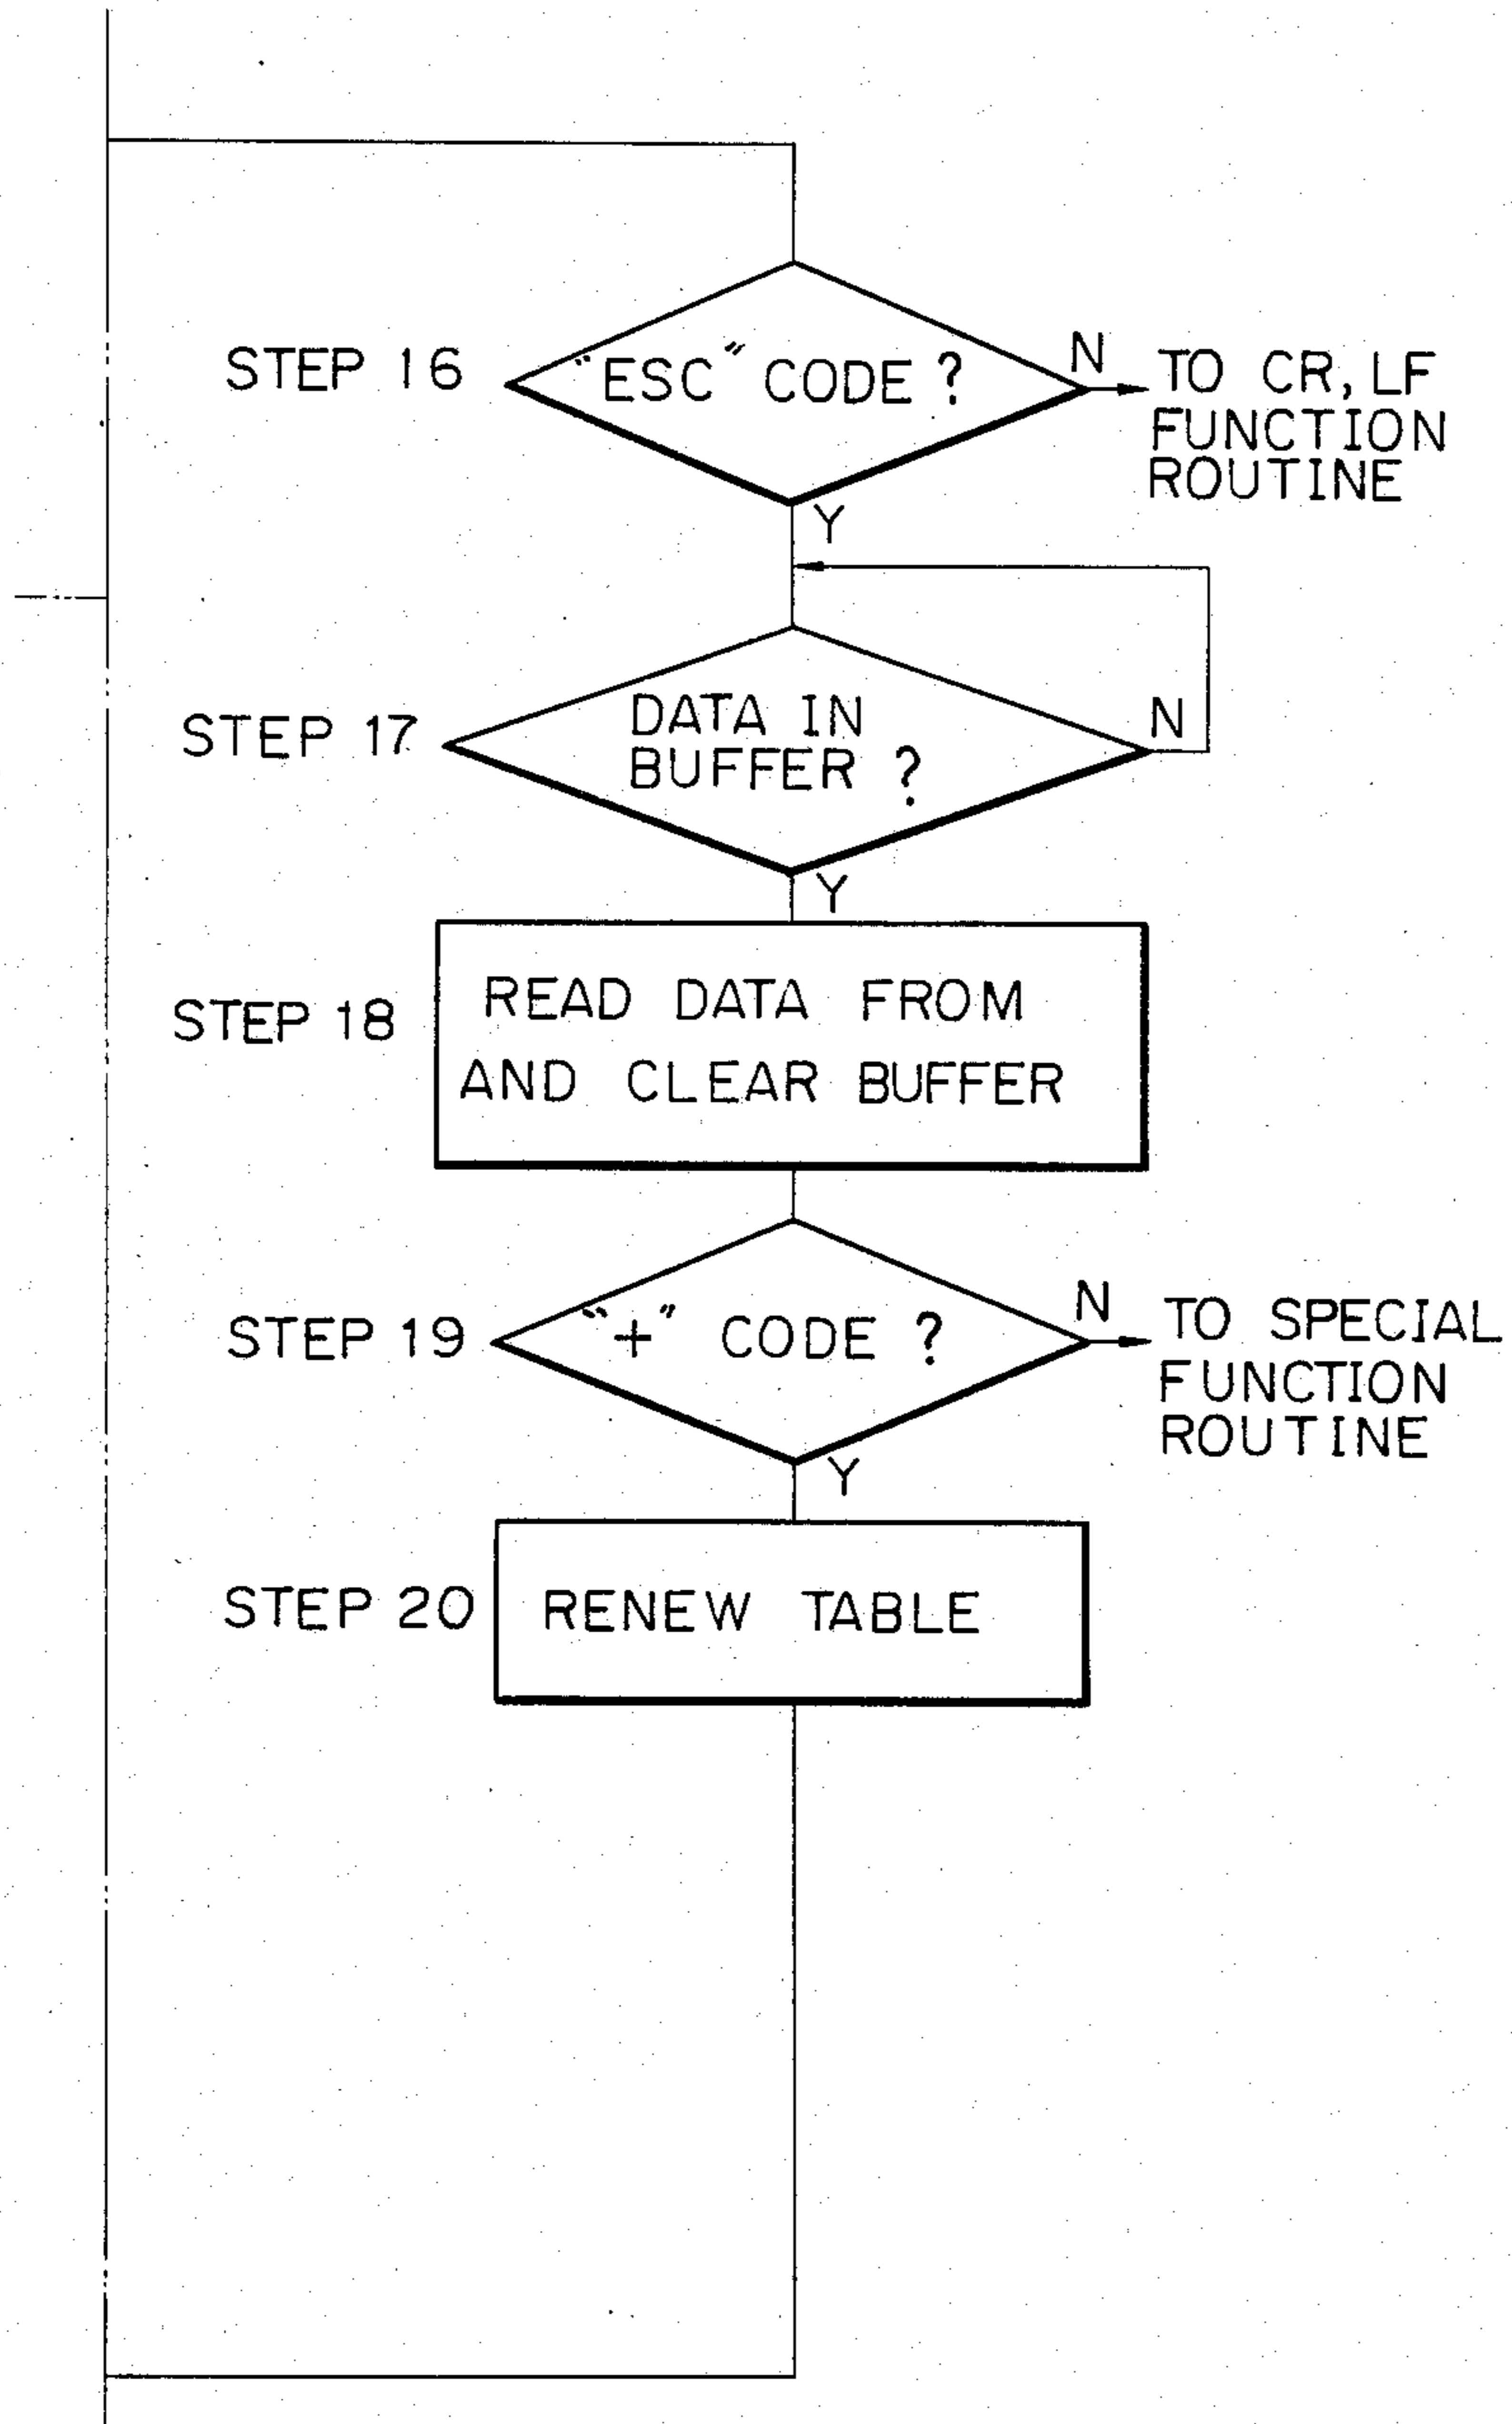 STEP 16
"ESC" CODE ?
N
TO CR, LF
FUNCTION
ROUTINE
Y
STEP 17
DATA IN
BUFFER ?
N
Y
STEP 18
READ DATA FROM
AND CLEAR BUFFER
STEP 19
"+" CODE ?
N
TO SPECIAL
FUNCTION
ROUTINE
Y
STEP 20
RENEW TABLE